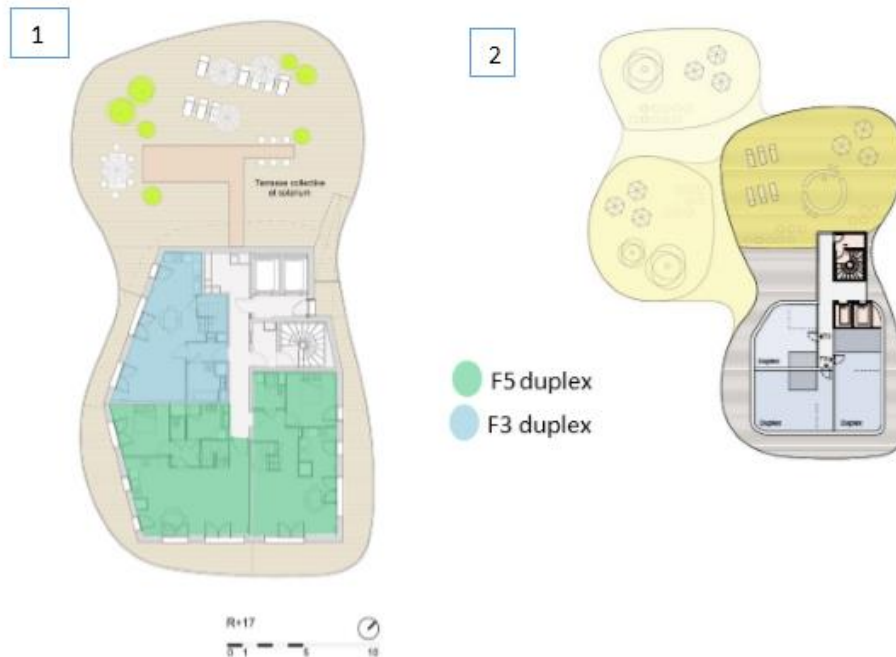 1
2
Terrasse collective
et solarium
F5 duplex
F3 duplex
Duplex
Duplex
Duplex
R+17
0 1 5 10